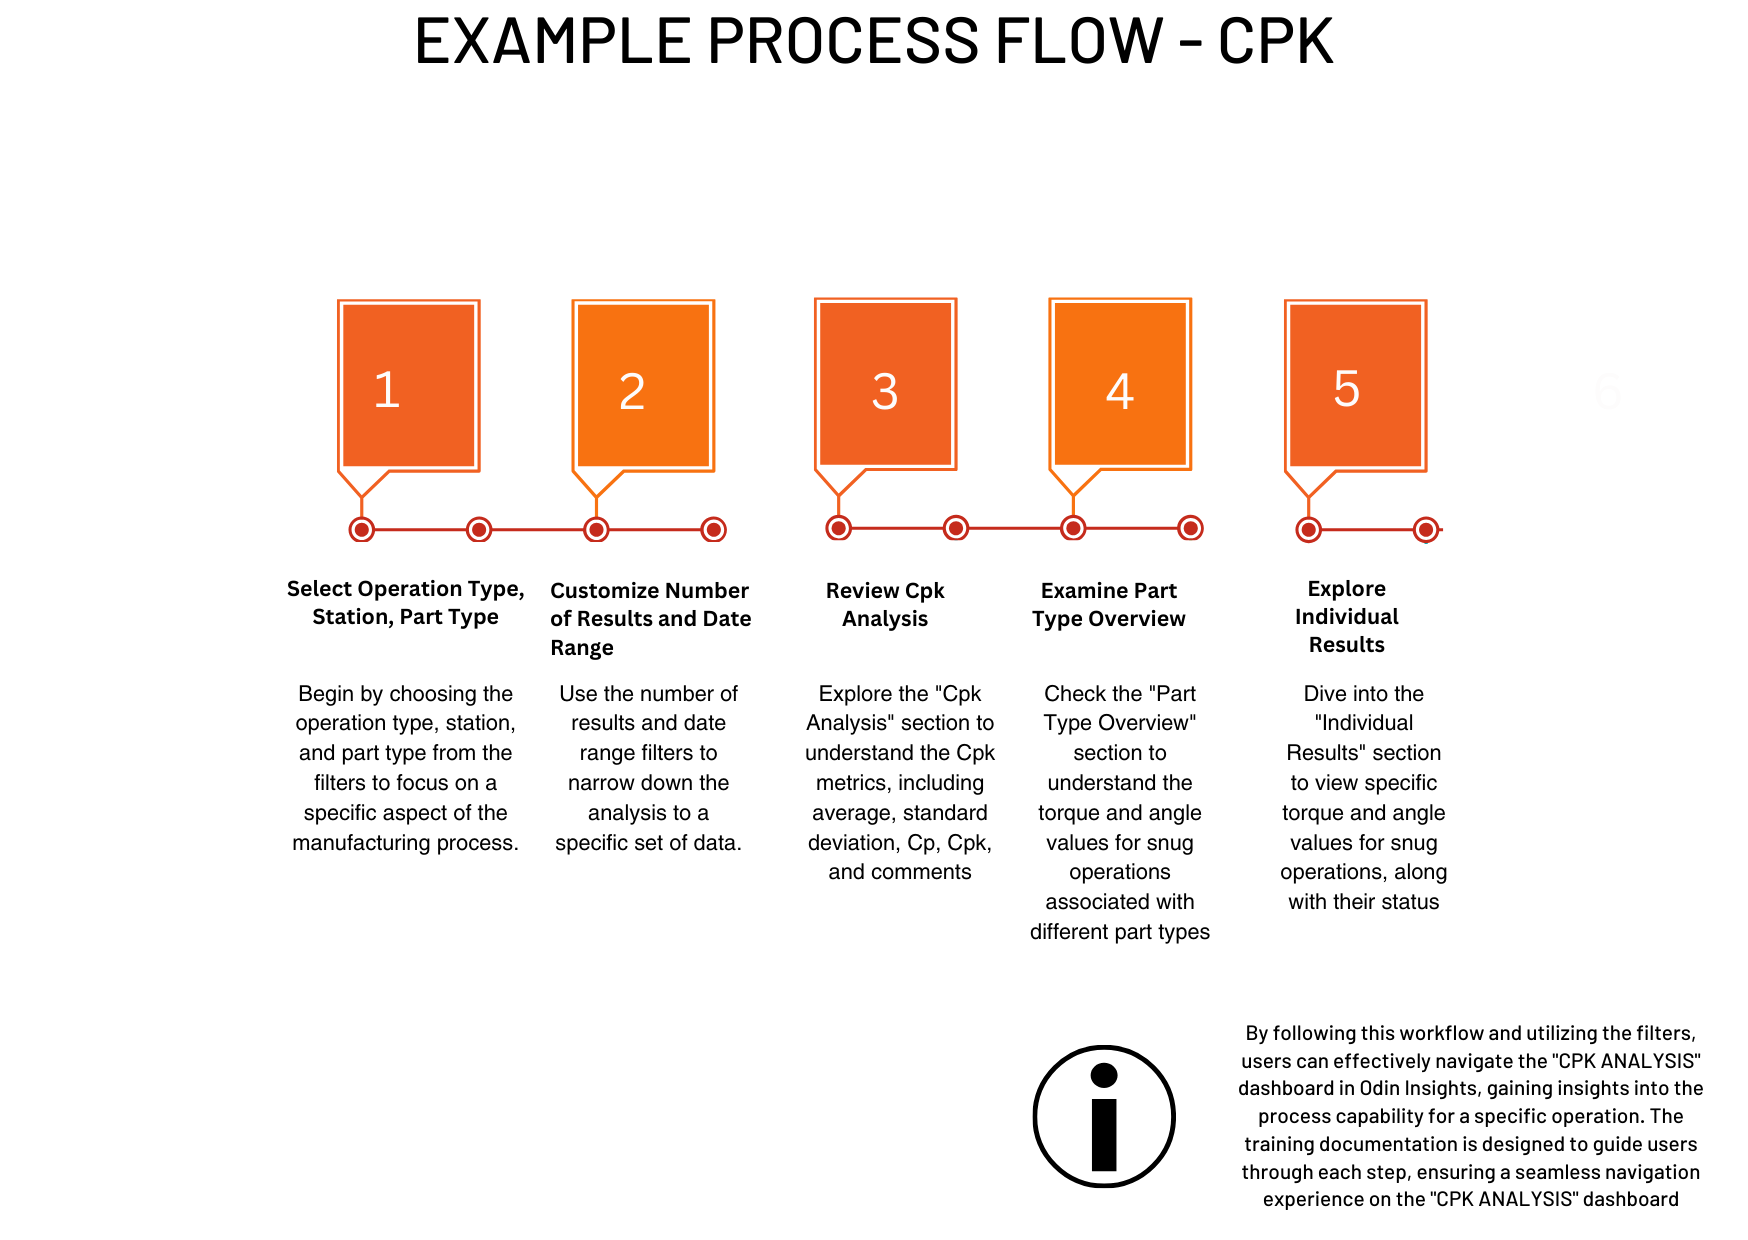 EXAMPLE PROCESS FLOW - CPK
1
2
3
4
5
6
Select Operation Type,
Station, Part Type
Begin by choosing the
operation type, station,
and part type from the
filters to focus on a
specific aspect of the
manufacturing process.
Customize Number
of Results and Date
Range
Use the number of
results and date
range filters to
narrow down the
analysis to a
specific set of data.
Review Cpk
Analysis
Explore the "Cpk
Analysis" section to
understand the Cpk
metrics, including
average, standard
deviation, Cp, Cpk,
and comments
Examine Part
Type Overview
Check the "Part
Type Overview"
section to
understand the
torque and angle
values for snug
operations
associated with
different part types
Explore
Individual
Results
Dive into the
"Individual
Results" section
to view specific
torque and angle
values for snug
operations, along
with their status
By following this workflow and utilizing the filters,
users can effectively navigate the "CPK ANALYSIS"
dashboard in Odin Insights, gaining insights into the
process capability for a specific operation. The
training documentation is designed to guide users
through each step, ensuring a seamless navigation
experience on the "CPK ANALYSIS" dashboard